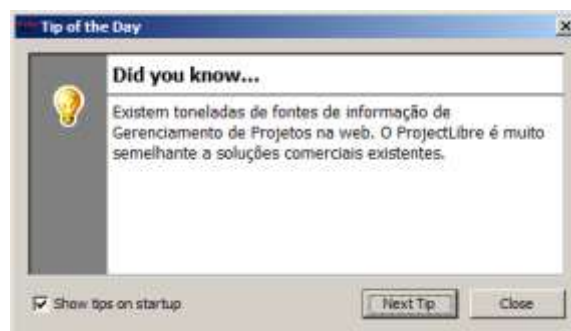 Tip of the Day
Did you know...
Existem toneladas de fontes de informação de
Gerenciamento de Projetos na web. O ProjectLibre é muito
semelhante a soluções comerciais existentes.
Show tips on startup
Next Tip
Close